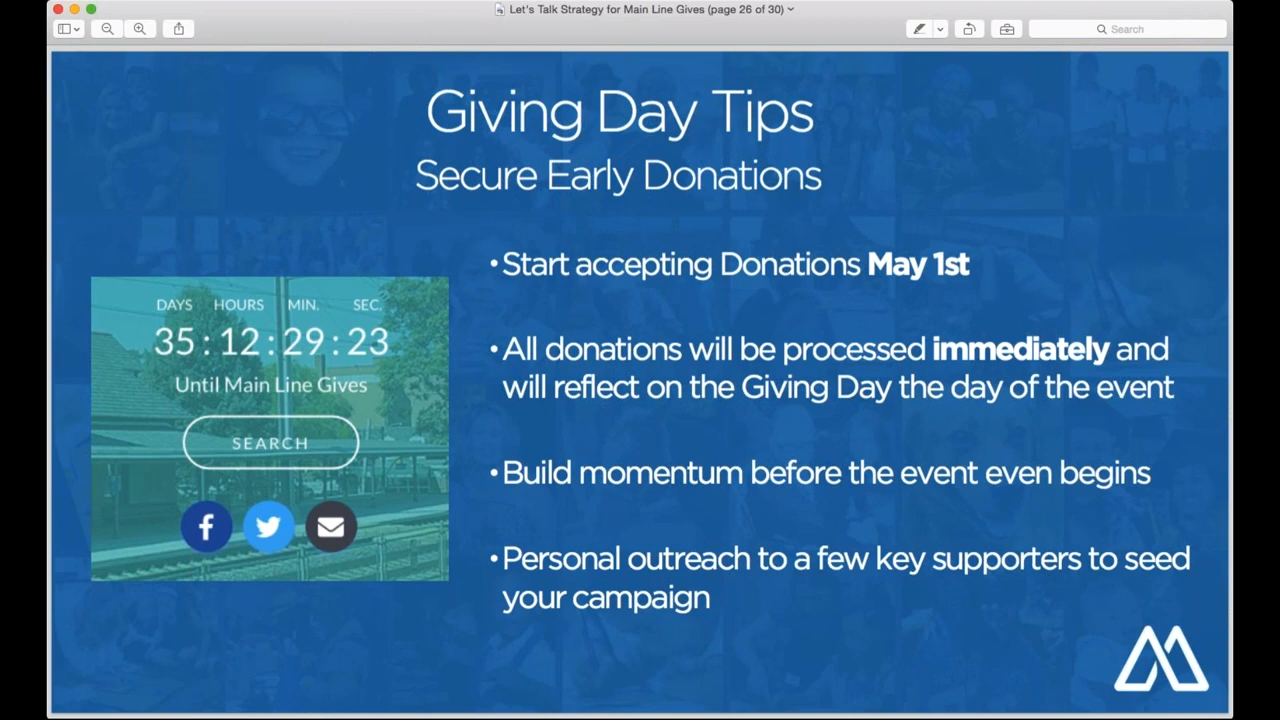 Let's Talk Strategy for Main Line Gives (page 26 of 30)
Search
Giving Day Tips
Secure Early Donations
• Start accepting Donations May 1st
• All donations will be processed immediately and
will reflect on the Giving Day the day of the event
• Build momentum before the event even begins
• Personal outreach to a few key supporters to seed
your campaign
DAYS HOURS MIN. SEC.
35 : 12 : 29 : 23
Until Main Line Gives
SEARCH